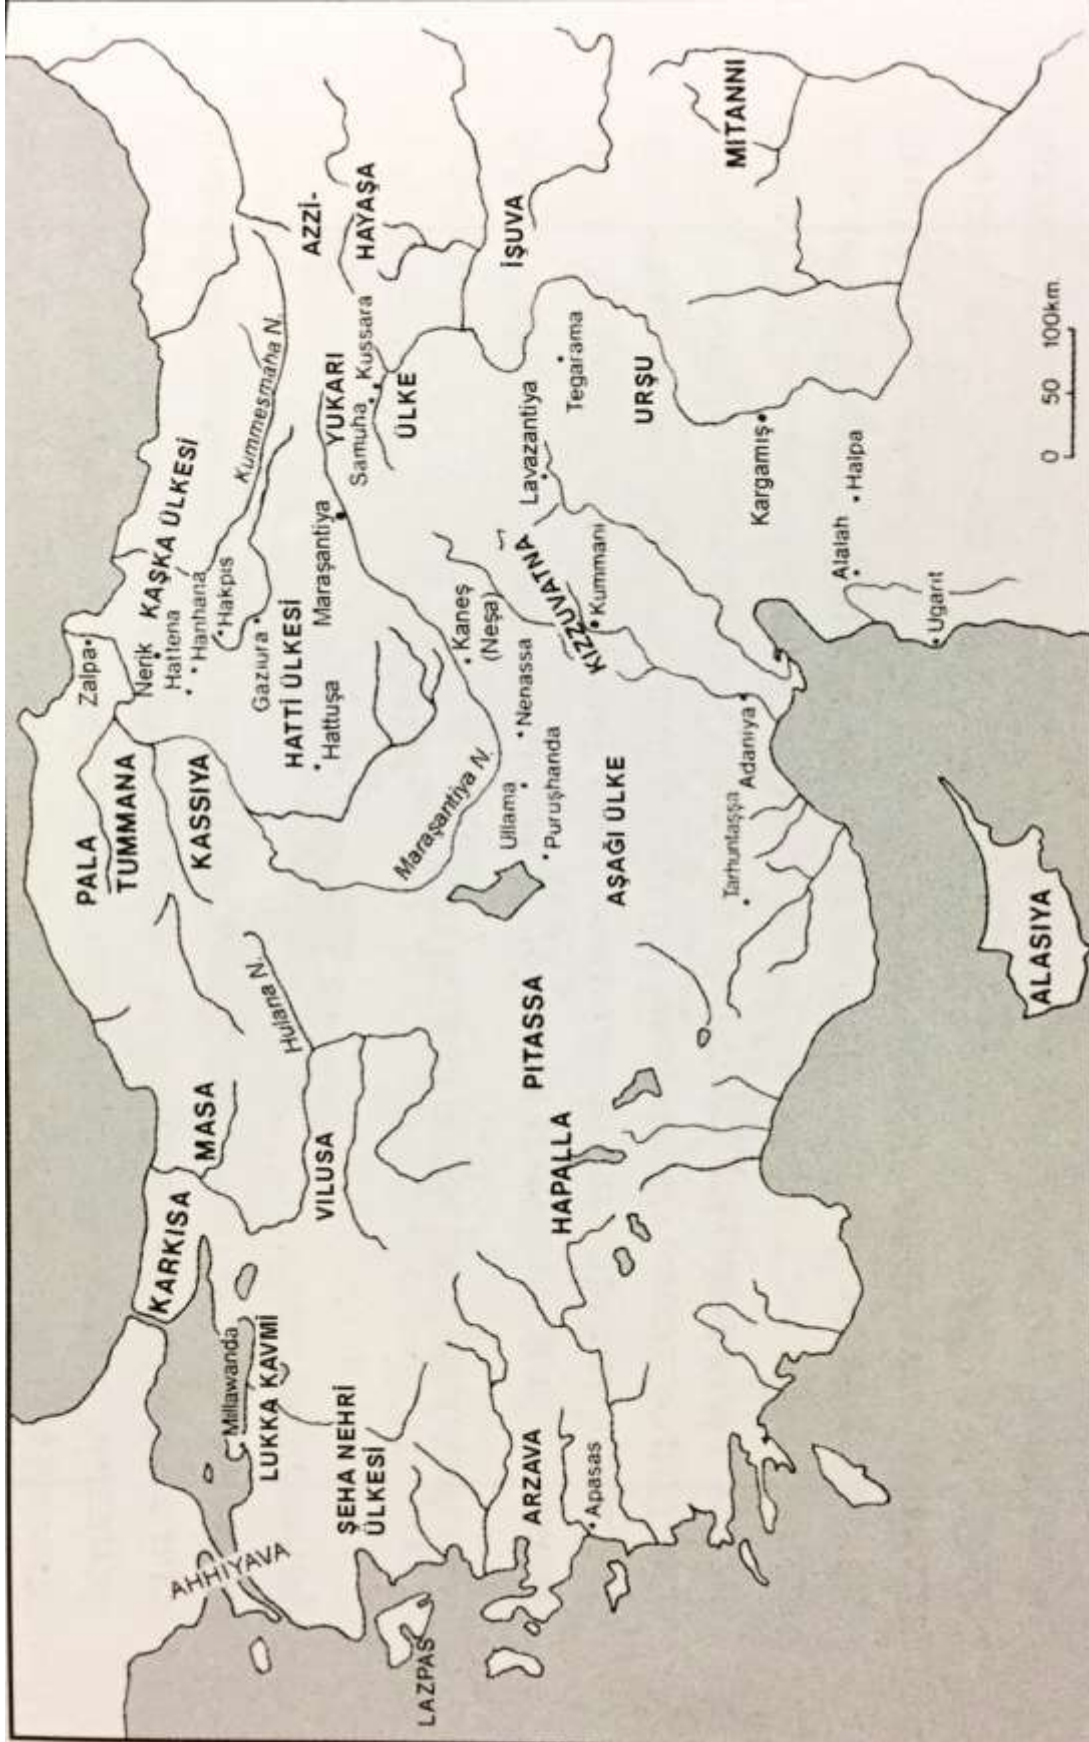 PALA
TUMMANA
KASSIYA
Zalpa
Nerik
KAŞKA ÜLKESİ
Hattena
Hanhana
Hakpis
Gaziura
Kummesmaha N.
HATTİ ÜLKESİ
Hattuşa
Maraşantiya
YUKARI
ÜLKE
Samuha
Kussara
AZZİ-
HAYAŞA
İŞUVA
MITANNI
KARKISA
MASA
Hulana N.
VILUSA
Millawanda
LUKKA KAVMİ
AHHIYAVA
ŞEHA NEHRİ
ÜLKESİ
LAZPAS
ARZAVA
Apasas
HAPALLA
PITASSA
Maraşantiya N.
Kaneş
(Neşa)
Ullama
Nenassa
Puruşhanda
AŞAĞI ÜLKE
KIZZUVATNA
Kummanı
Lavazantiya
Tegarama
URŞU
Kargamış
Tarhuntaşşa
Adanıya
Alalah
Halpa
Ugarit
ALASIYA
0 50 100km.